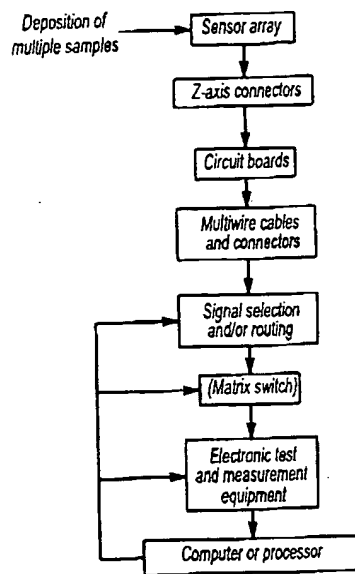 Deposition of
multiple samples
Sensor array
Z-axis connectors
Circuit boards
Multiwire cables
and connectors
Signal selection
and/or routing
(Matrix switch)
Electronic test
and measurement
equipment
Computer or processor